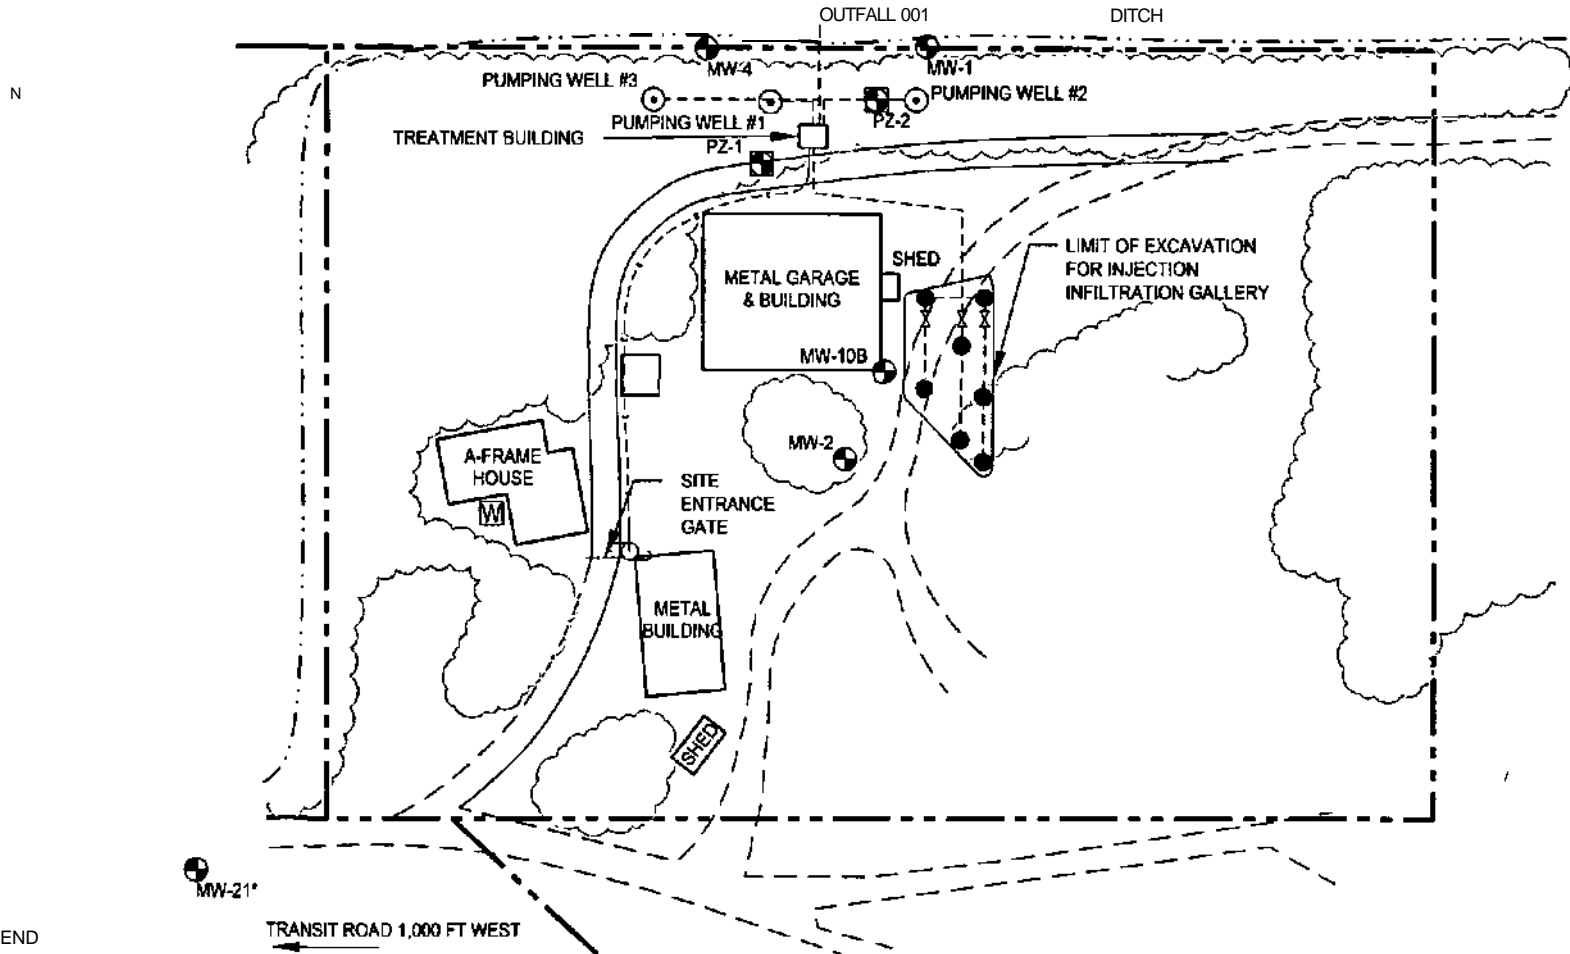 OUTFALL 001
DITCH
MW-4
MW-1
N
PUMPING WELL #3
PUMPING WELL #2
PUMPING WELL #1
PZ-2
TREATMENT BUILDING
PZ-1
METAL GARAGE
& BUILDING
SHED
LIMIT OF EXCAVATION
FOR INJECTION
INFILTRATION GALLERY
MW-10B
MW-2
A-FRAME
HOUSE
W
SITE
ENTRANCE
GATE
METAL
BUILDING
SHED
MW-21*
TRANSIT ROAD 1,000 FT WEST
END